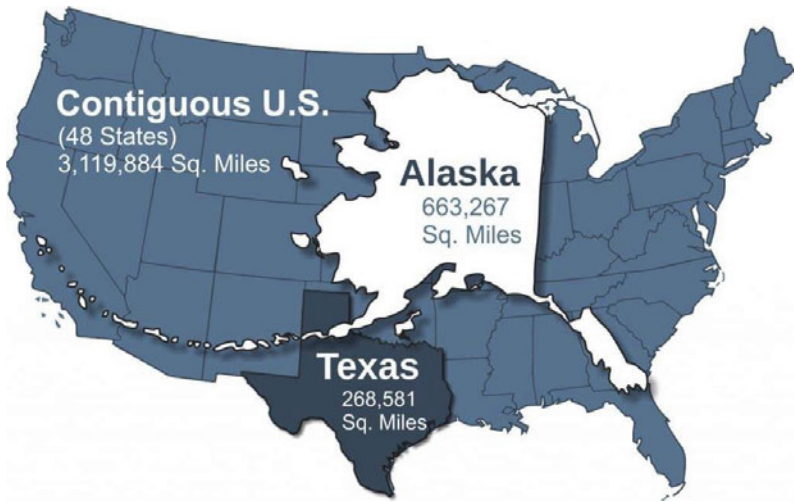 Contiguous U.S.
(48 States)
3,119,884 Sq. Miles
Alaska
663,267
Sq. Miles
Texas
268,581
Sq. Miles